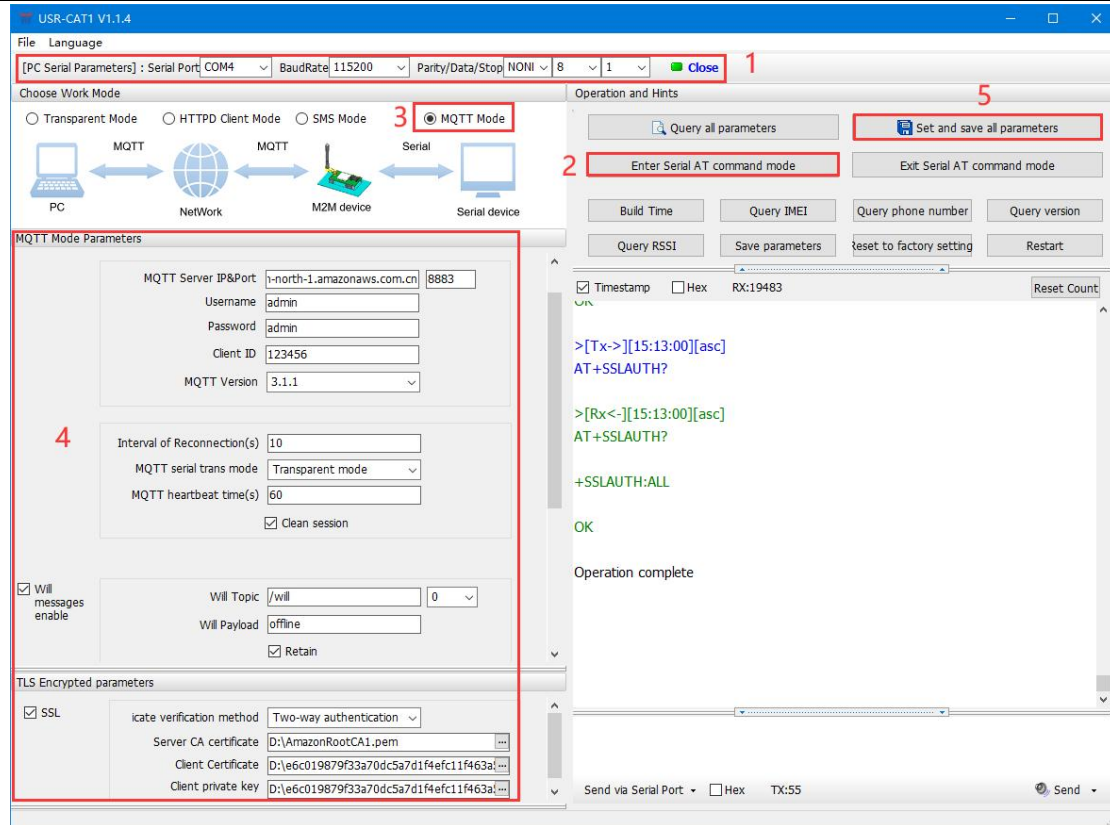 USR-CAT1 V1.1.4
File Language
[PC Serial Parameters] : Serial Port COM4 BaudRate 115200 Parity/Data/Stop NONI 8 1 Close 1
Choose Work Mode
Transparent Mode HTTPD Client Mode SMS Mode 3 MQTT Mode
MQTT MQTT Serial
PC NetWork M2M device Serial device
MQTT Mode Parameters
MQTT Server IP&Port n-north-1.amazonaws.com.cn 8883
Username admin
Password admin
Client ID 123456
MQTT Version 3.1.1
4
Interval of Reconnection(s) 10
MQTT serial trans mode Transparent mode
MQTT heartbeat time(s) 60
Clean session
Will messages enable
Will Topic /will 0
Will Payload offline
Retain
TLS Encrypted parameters
SSL
icate verification method Two-way authentication
Server CA certificate D:\AmazonRootCA1.pem ...
Client Certificate D:\e6c019879f33a70dc5a7d1f4efc11f463a ...
Client private key D:\e6c019879f33a70dc5a7d1f4efc11f463a ...
Operation and Hints
5
Query all parameters Set and save all parameters
2 Enter Serial AT command mode Exit Serial AT command mode
Build Time Query IMEI Query phone number Query version
Query RSSI Save parameters Reset to factory setting Restart
Timestamp Hex RX:19483 Reset Count
OK
>[Tx->][15:13:00][asc]
AT+SSLAUTH?
>[Rx<-][15:13:00][asc]
AT+SSLAUTH?
+SSLAUTH:ALL
OK
Operation complete
Send via Serial Port Hex TX:55 Send